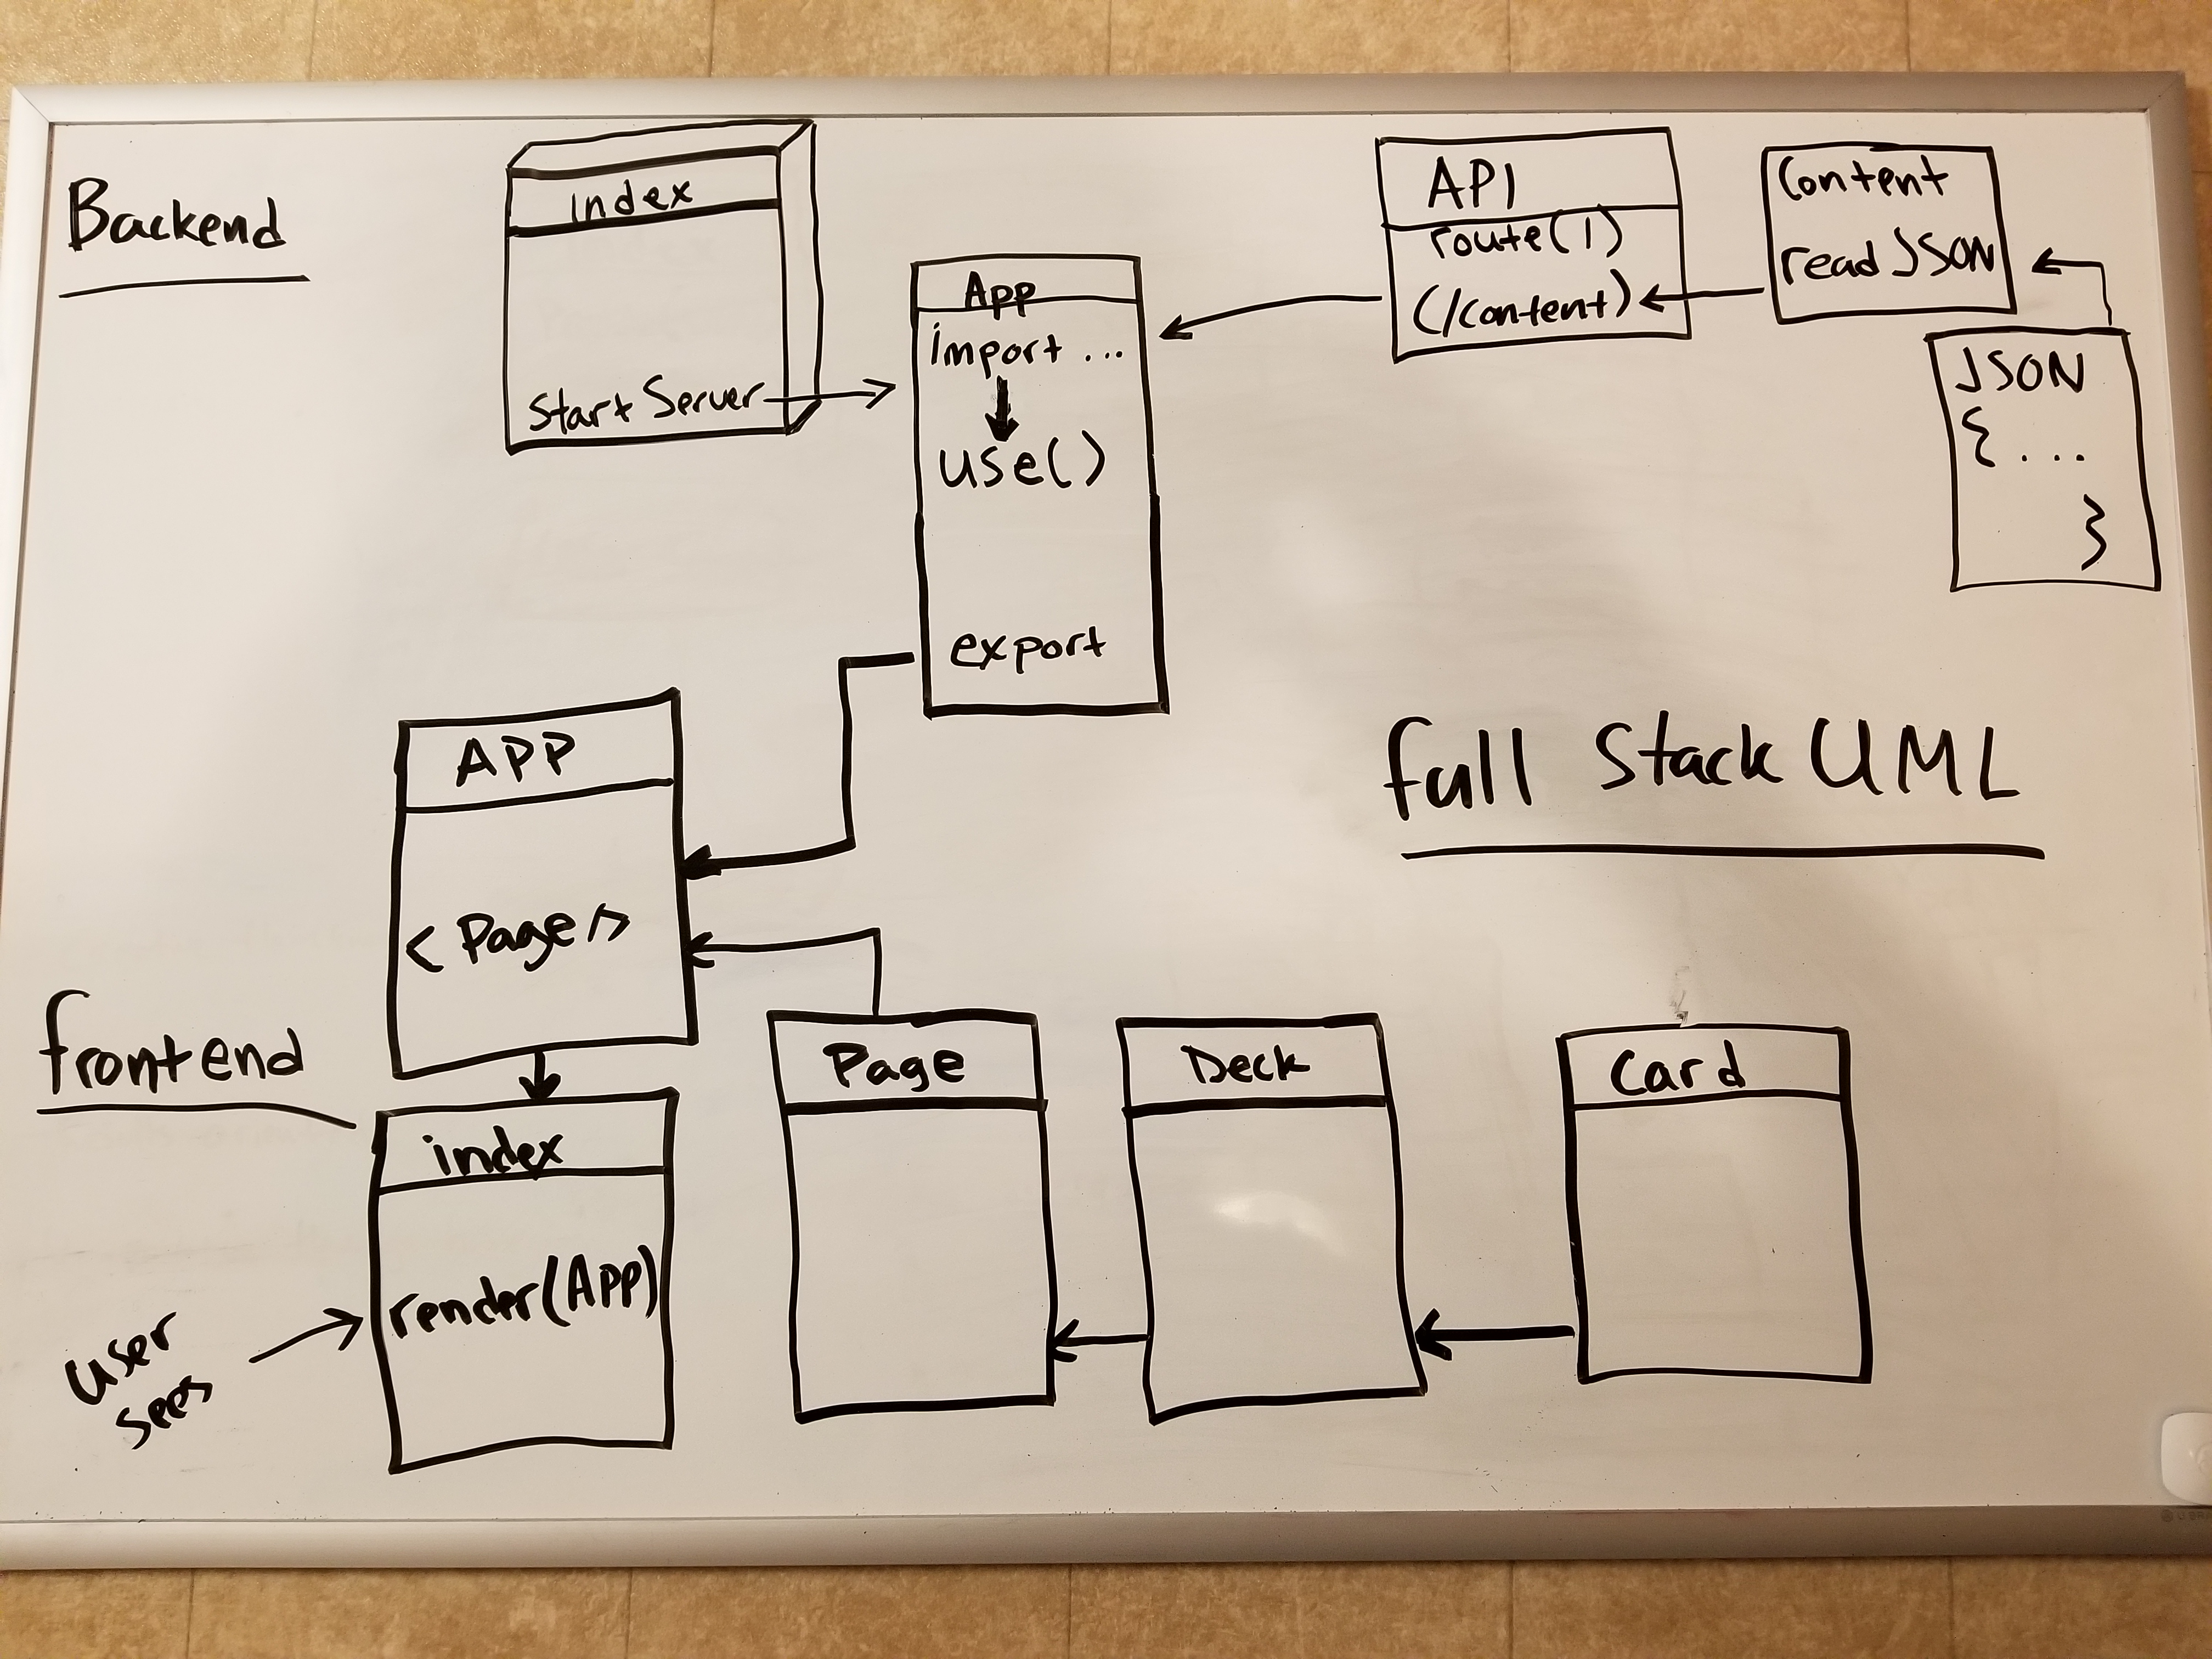 Backend
index
Start Server
App
import ...
use()
export
API
route()
(/content)
Content
read JSON
JSON
{ ....
}
Full Stack UML
frontend
APP
<Page/>
index
render(App)
User
sees
Page
Deck
Card